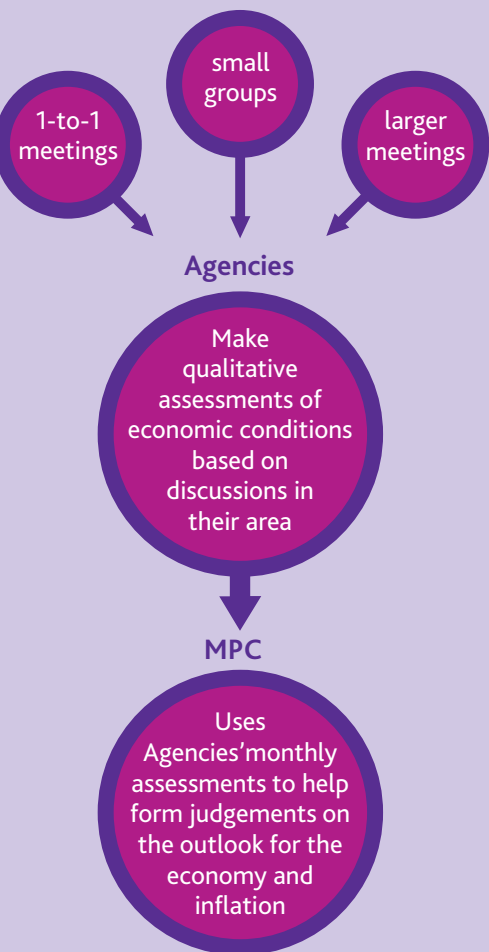 1-to-1
meetings
small
groups
larger
meetings
Agencies
Make
qualitative
assessments of
economic conditions
based on
discussions in
their area
MPC
Uses
Agencies’monthly
assessments to help
form judgements on
the outlook for the
economy and
inflation